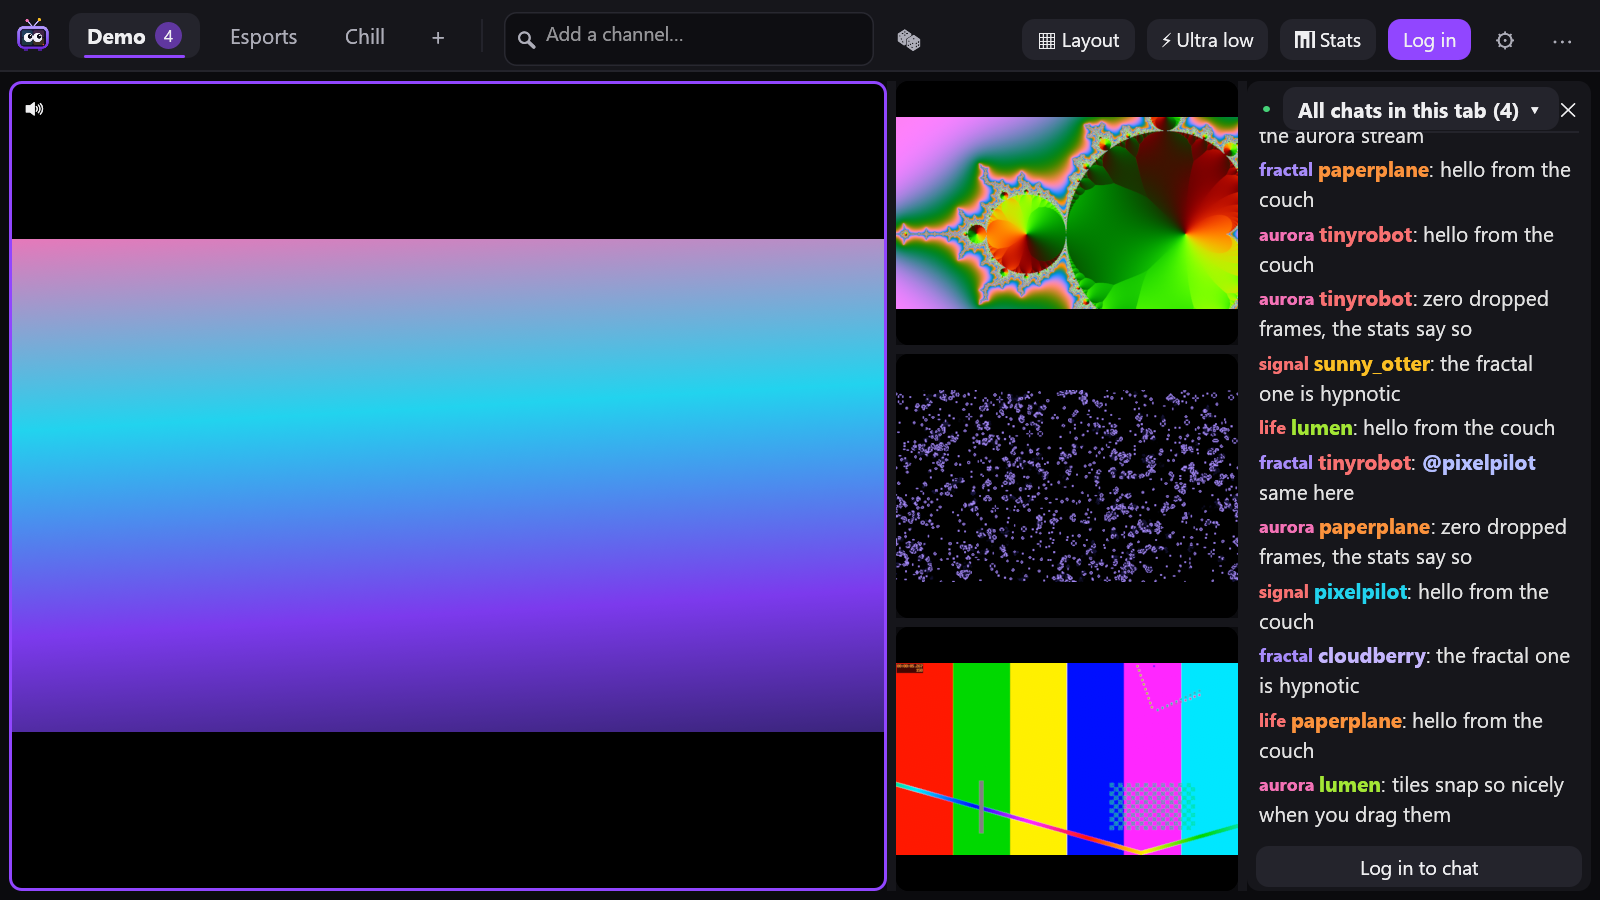 Demo 4
Esports
Chill
+
Add a channel...
Layout
Ultra low
Stats
Log in
All chats in this tab (4)
the aurora stream
fractal paperplane: hello from the
couch
aurora tinyrobot: hello from the
couch
aurora tinyrobot: zero dropped
frames, the stats say so
signal sunny_otter: the fractal
one is hypnotic
life lumen: hello from the couch
fractal tinyrobot: @pixelpilot
same here
aurora paperplane: zero dropped
frames, the stats say so
signal pixelpilot: hello from the
couch
fractal cloudberry: the fractal one
is hypnotic
life paperplane: hello from the
couch
aurora lumen: tiles snap so nicely
when you drag them
Log in to chat